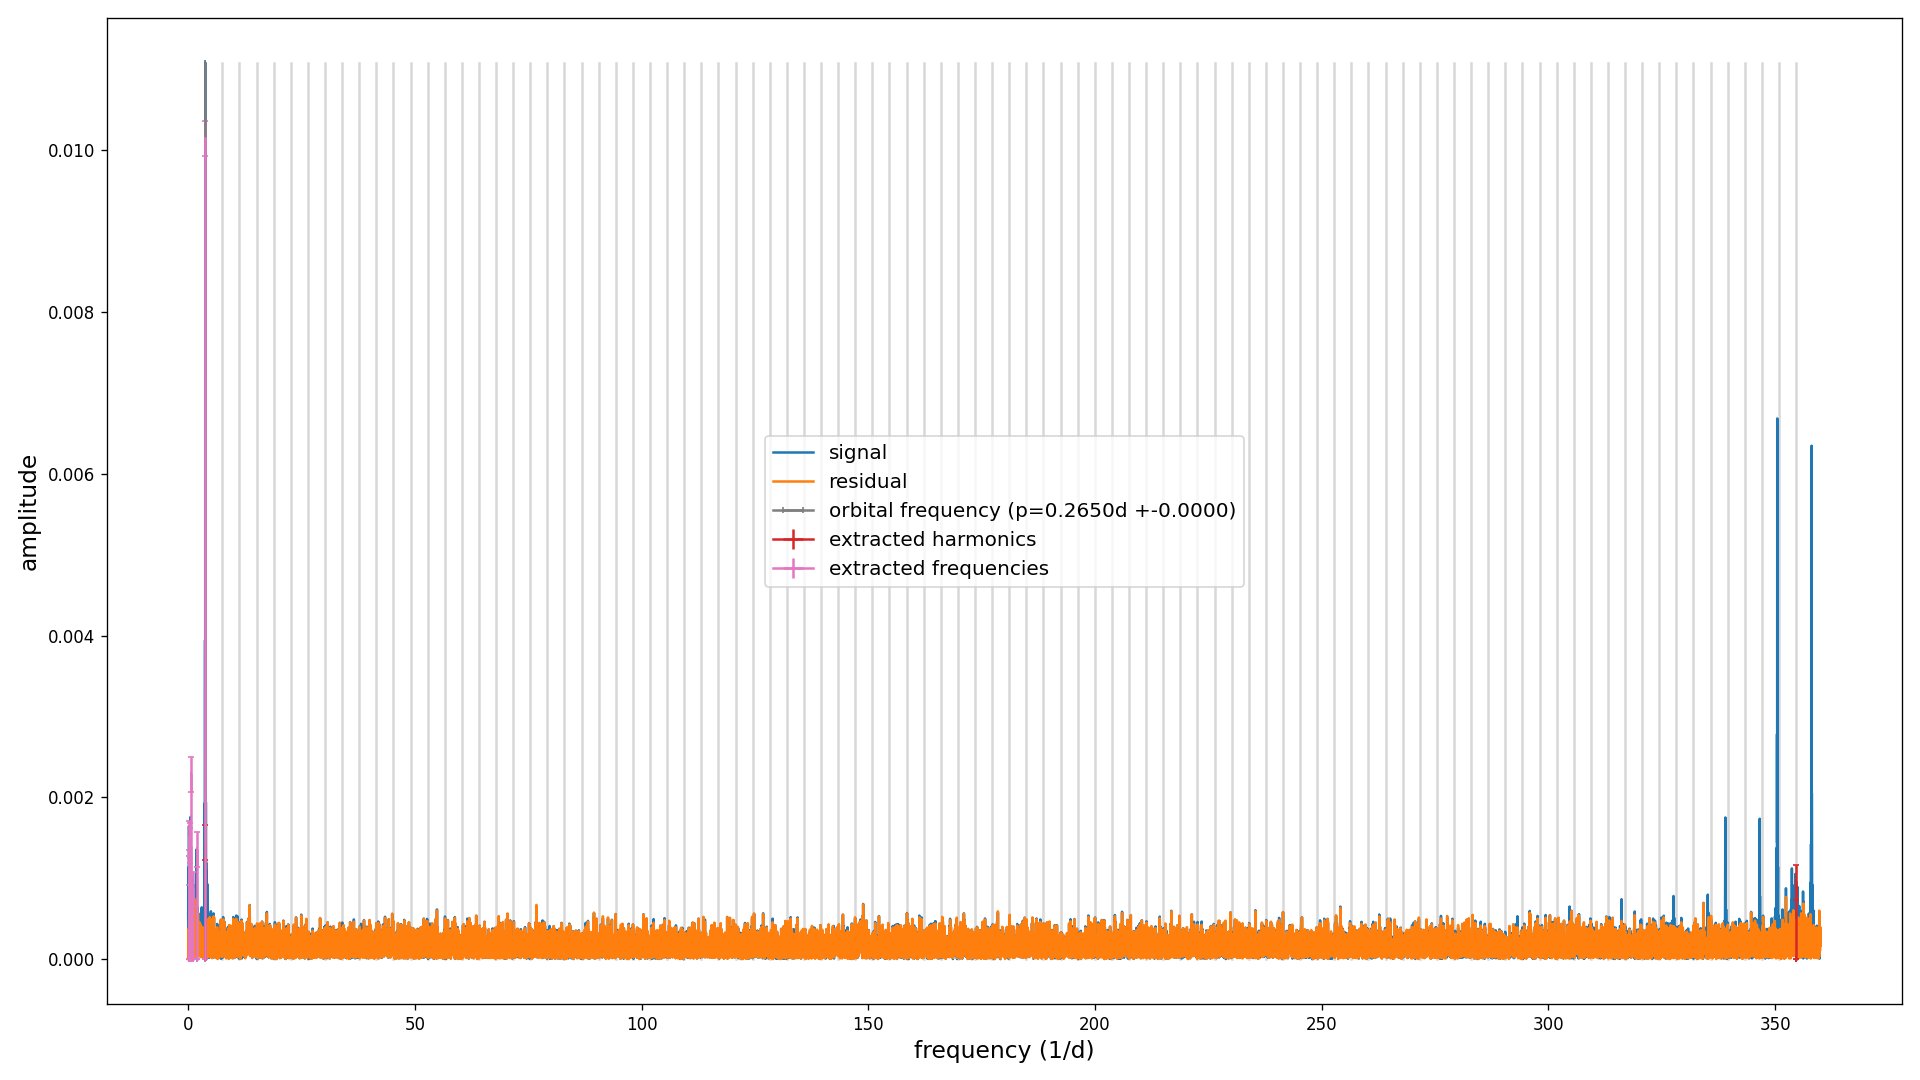 0.010
0.008
0.006
0.004
0.002
0.000
amplitude
signal
residual
orbital frequency (p=0.2650d +-0.0000)
extracted harmonics
extracted frequencies
0 50 100 150 200 250 300 350
frequency (1/d)